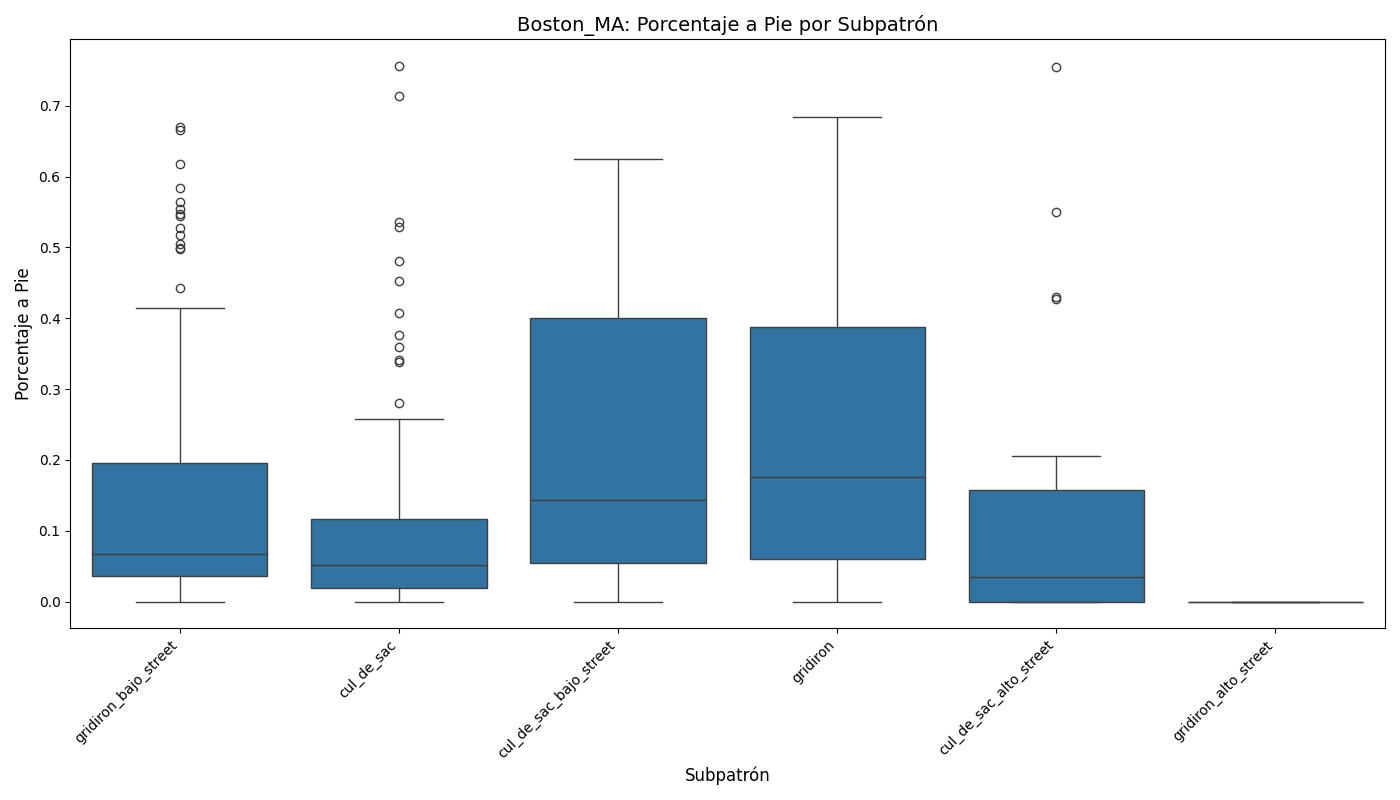 Boston_MA: Porcentaje a Pie por Subpatrón
Porcentaje a Pie
0.7
0.6
0.5
0.4
0.3
0.2
0.1
0.0
gridiron_bajo_street
cul_de_sac
cul_de_sac_bajo_street
gridiron
cul_de_sac_alto_street
gridiron_alto_street
Subpatrón